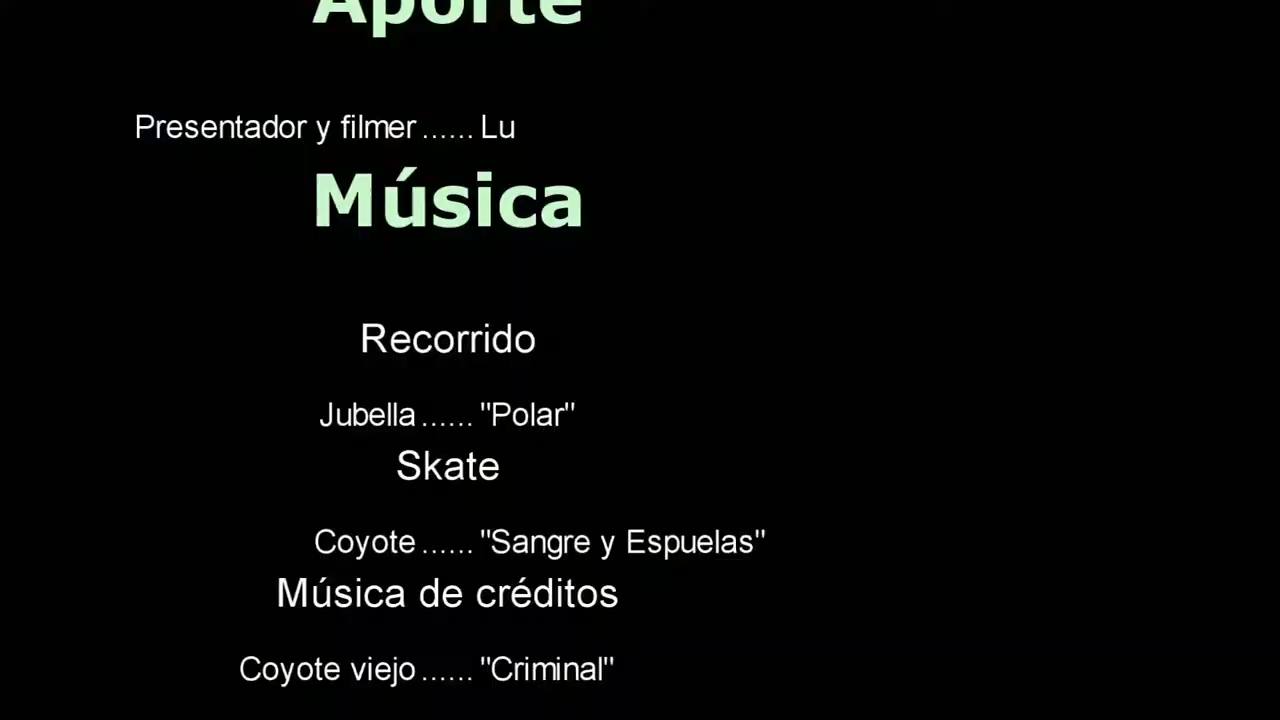 Aporte
Presentador y filmer ...... Lu
Música
Recorrido
Jubella ...... "Polar"
Skate
Coyote ...... "Sangre y Espuelas"
Música de créditos
Coyote viejo ...... "Criminal"